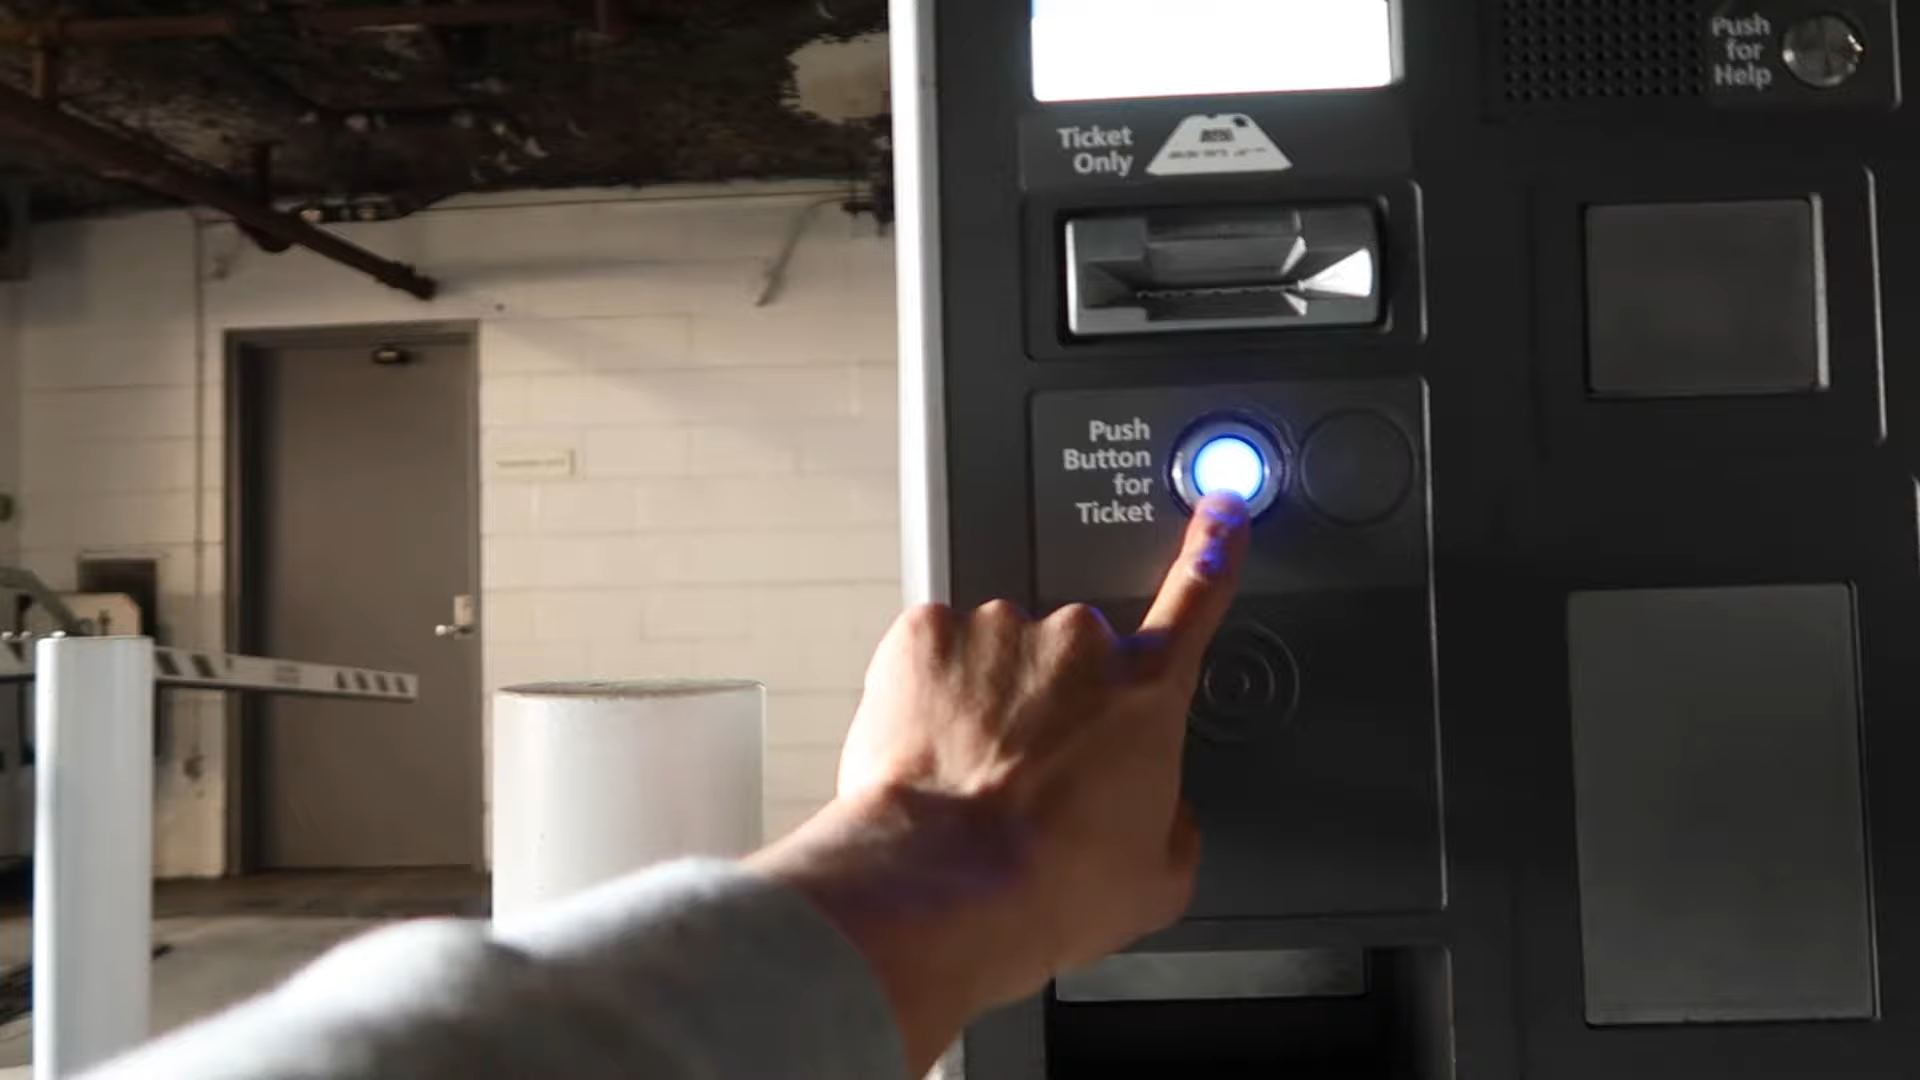 Push
for
Help
Ticket
Only
Push
Button
for
Ticket